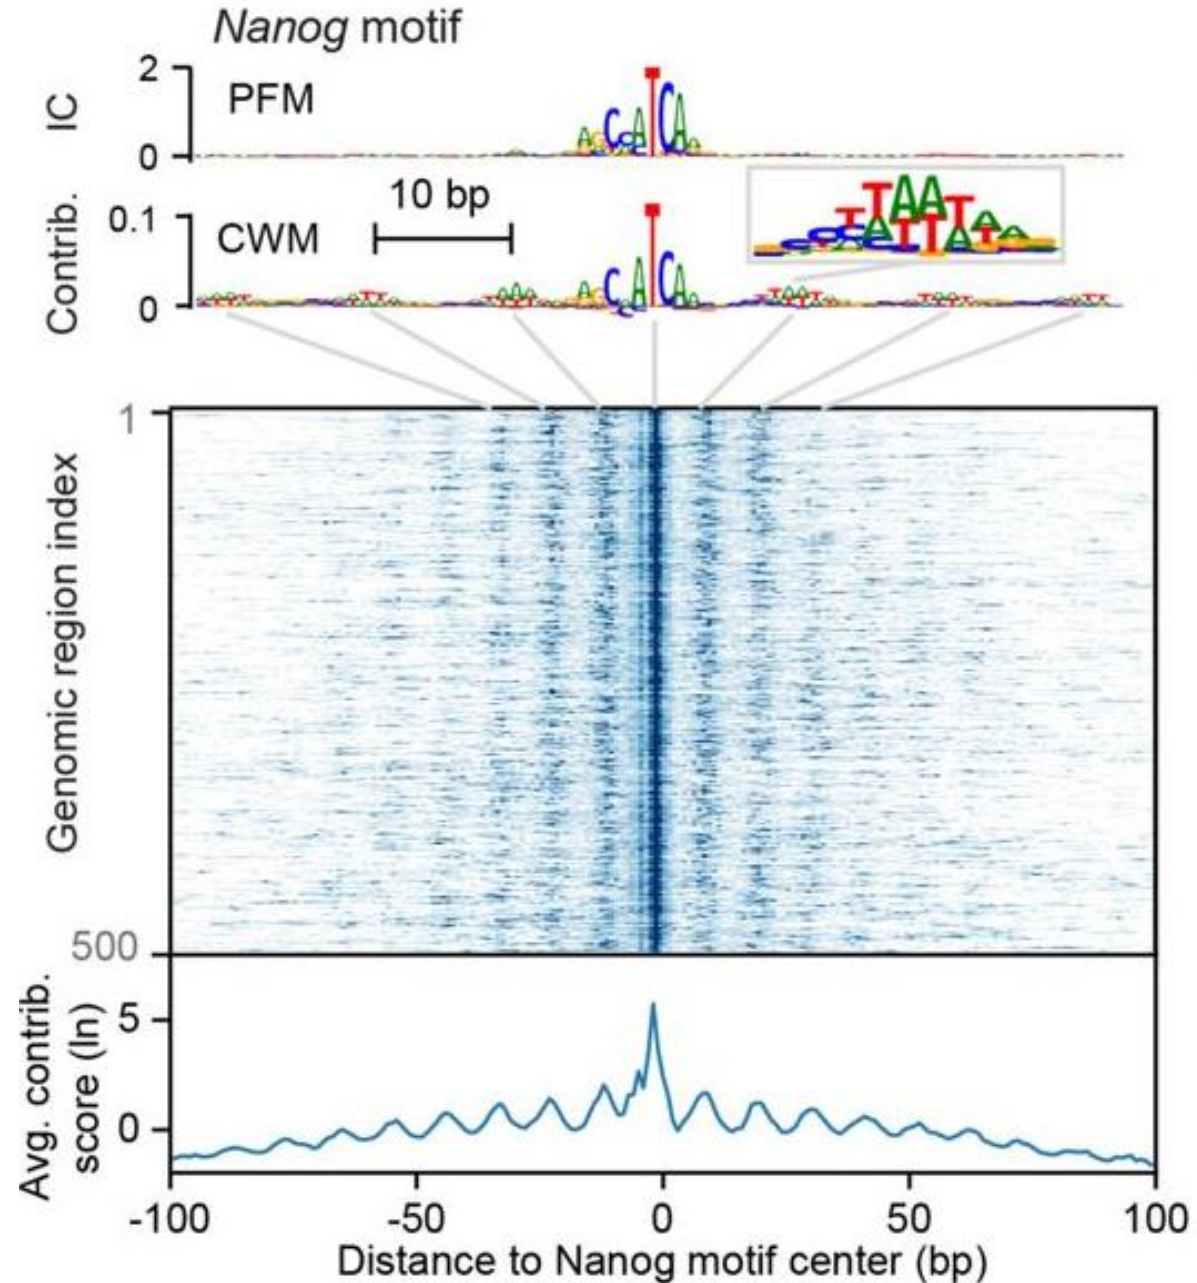 Nanog motif
2
IC
PFM
0
10 bp
Contrib.
0.1
CWM
0
TAAT
1
Genomic region index
500
Avg. contrib.
score (ln)
5
0
-100 -50 0 50 100
Distance to Nanog motif center (bp)